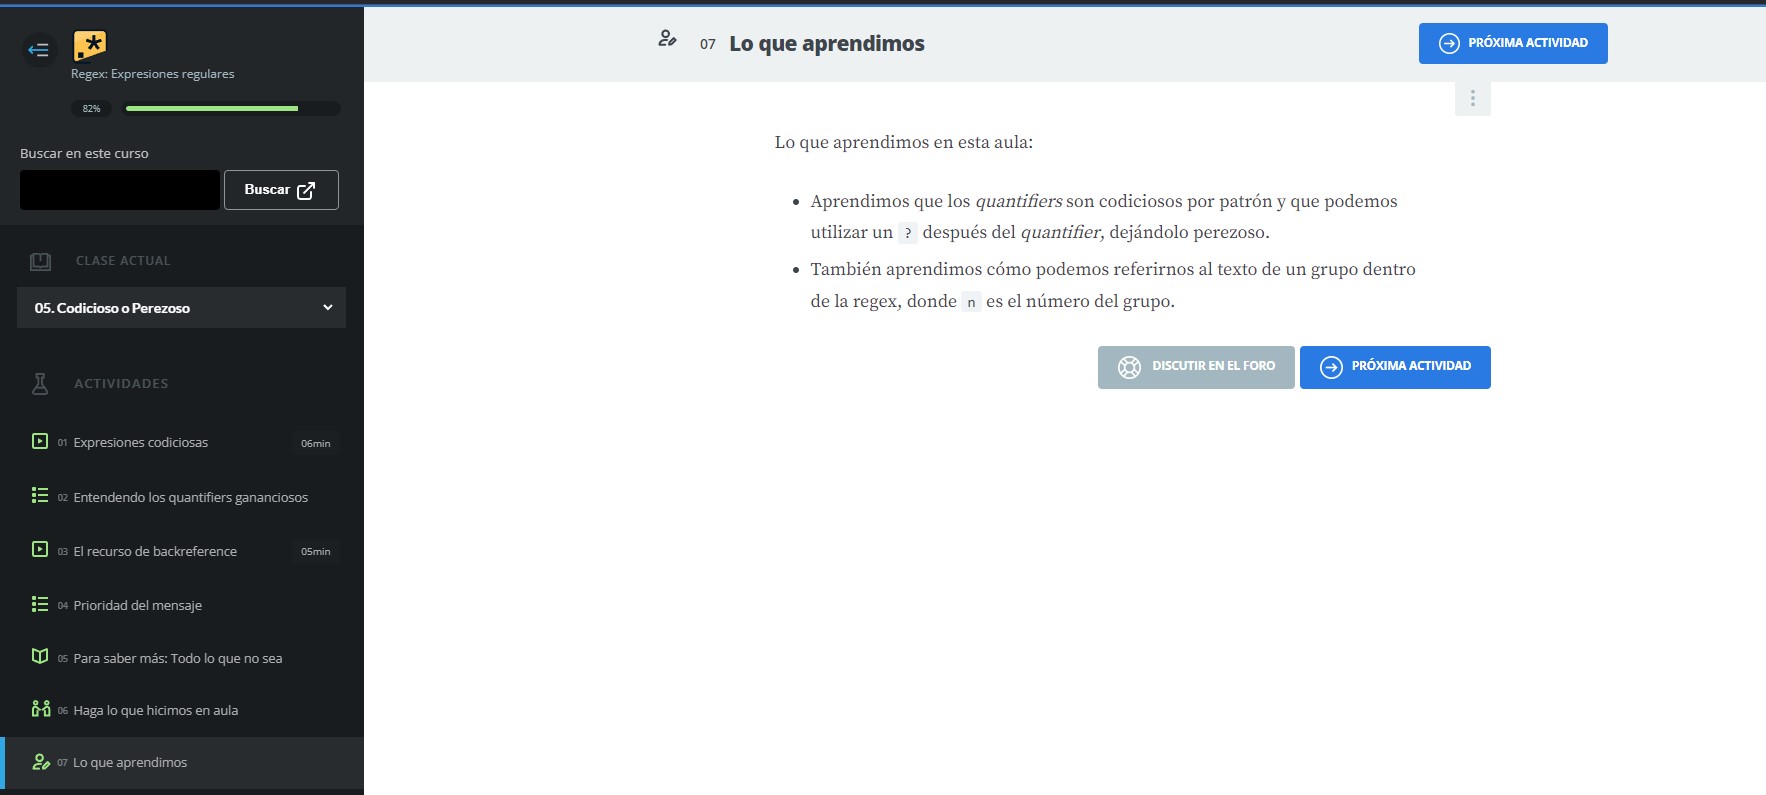 .*
Regex: Expresiones regulares
82%
Buscar en este curso
Buscar
CLASE ACTUAL
05. Codicioso o Perezoso
ACTIVIDADES
01 Expresiones codiciosas 06min
02 Entendendo los quantifiers gananciosos
03 El recurso de backreference 05min
04 Prioridad del mensaje
05 Para saber más: Todo lo que no sea
06 Haga lo que hicimos en aula
07 Lo que aprendimos
07 Lo que aprendimos
PRÓXIMA ACTIVIDAD
Lo que aprendimos en esta aula:
• Aprendimos que los quantifiers son codiciosos por patrón y que podemos
utilizar un ? después del quantifier, dejándolo perezoso.
• También aprendimos cómo podemos referirnos al texto de un grupo dentro
de la regex, donde n es el número del grupo.
DISCUTIR EN EL FORO
PRÓXIMA ACTIVIDAD